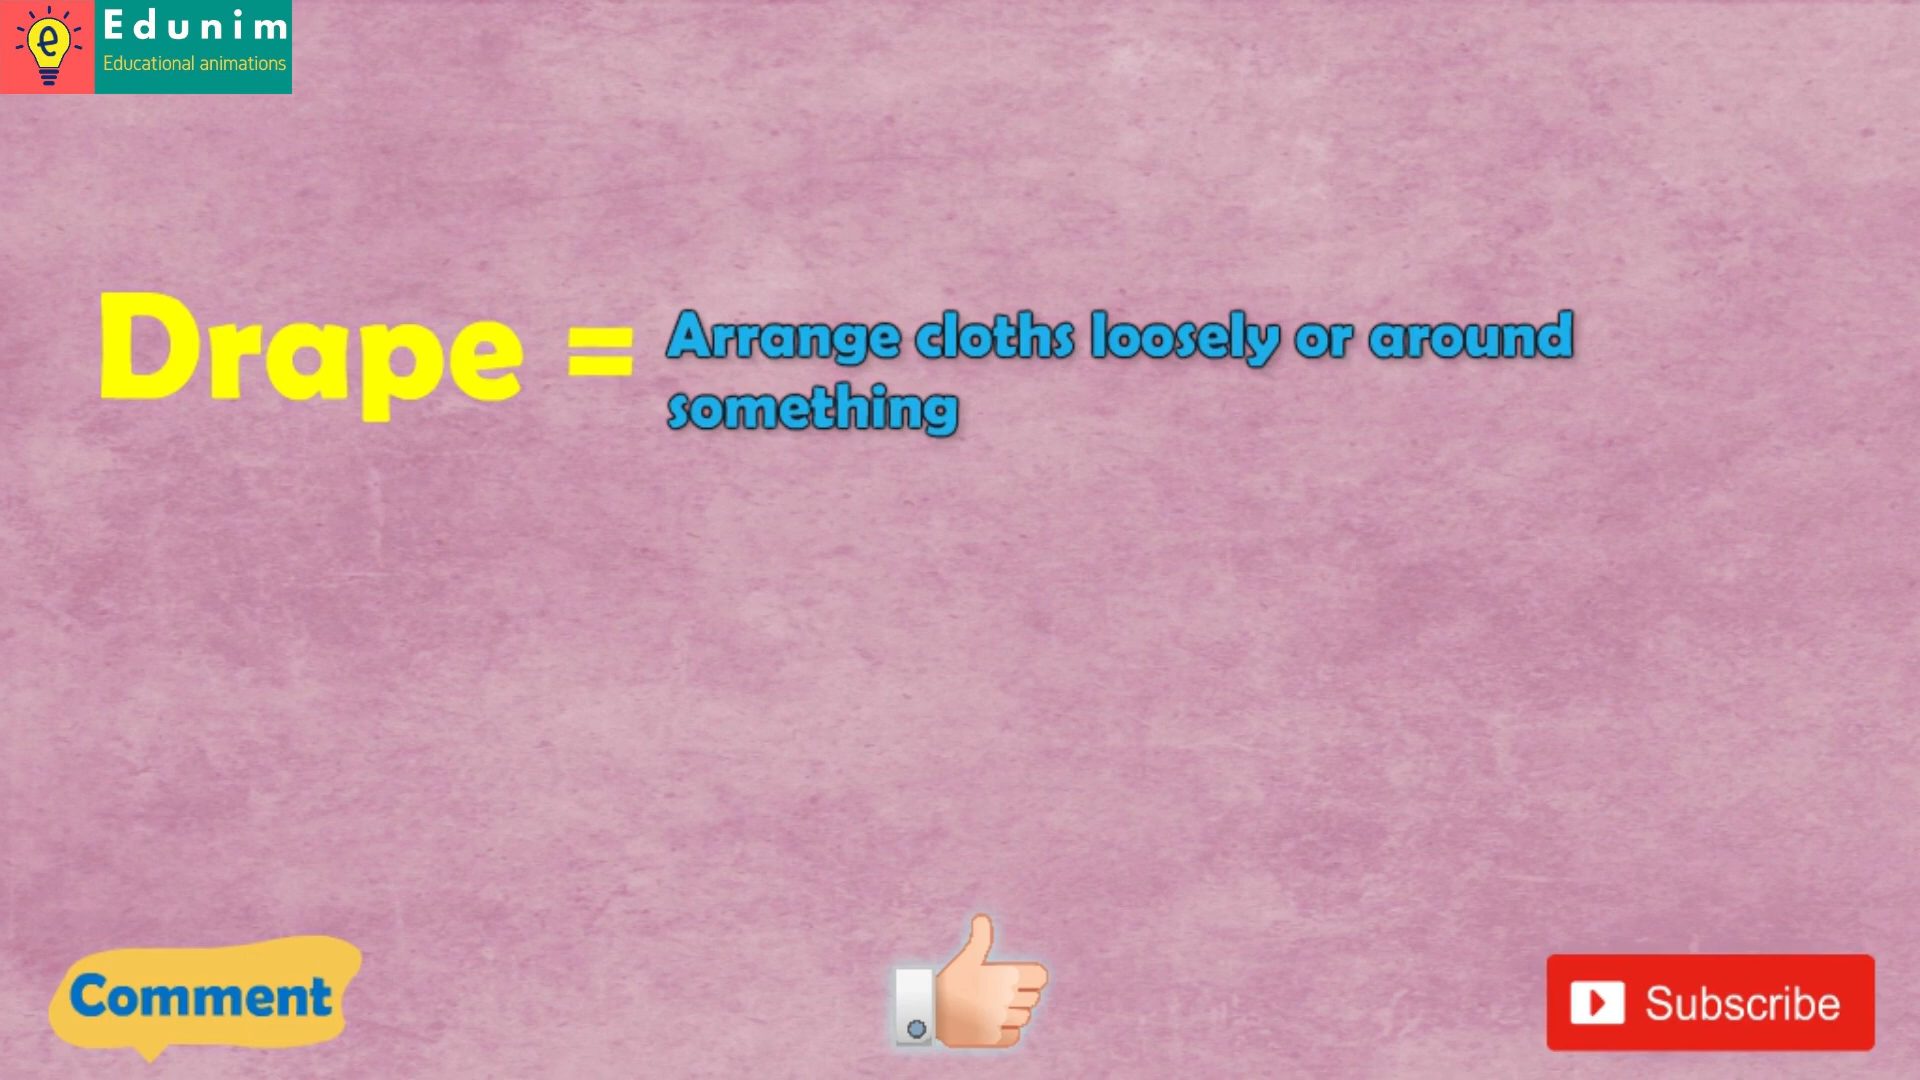 Edunim
Educational animations
Drape = Arrange cloths loosely or around
something
Comment
Subscribe